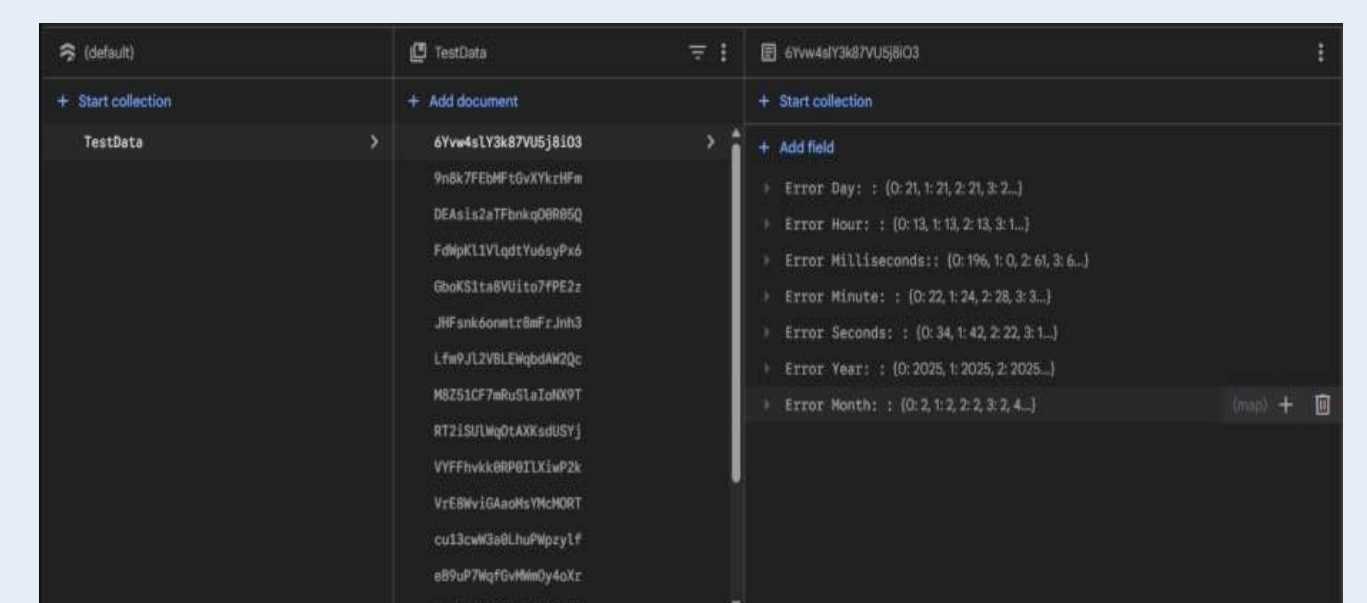 (default)
+ Start collection
TestData
TestData
+ Add document
6Yvw4slY3k87VU5j8iO3
9n8k7FEbMFtGvXYkrHFm
DEAsis2aTFbnkqO0R05Q
FdWpKl1VlqdtYu6syPx6
GboKS1ta8VUito7fPE2z
JHFsnk6onmtr8mFrJnh3
Lfm9Jl2VBLEWqbdAW2Qc
M8Z51CF7mRuSlaIoNX9T
RT2iSUlWqOtAXKsdUSYj
VYFFhvkk0RP0IlXiwP2k
VrE8WviGAaoMsYMcMORT
cu13cwW3a0LhuPWpzylf
e89uP7WqfGvMWmOy4oXr
6Yvw4slY3k87VU5j8iO3
+ Start collection
+ Add field
Error Day: : {0: 21, 1: 21, 2: 21, 3: 2...}
Error Hour: : {0: 13, 1: 13, 2: 13, 3: 1...}
Error Milliseconds:: {0: 196, 1: 0, 2: 61, 3: 6...}
Error Minute: : {0: 22, 1: 24, 2: 28, 3: 3...}
Error Seconds: : {0: 34, 1: 42, 2: 22, 3: 1...}
Error Year: : {0: 2025, 1: 2025, 2: 2025...}
Error Month: : {0: 2, 1: 2, 2: 2, 3: 2, 4...} (map) +